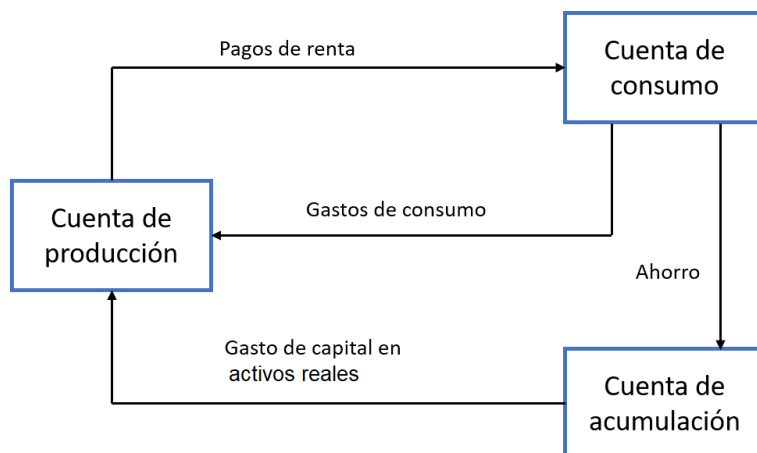 Pagos de renta
Cuenta de
consumo
Cuenta de
producción
Gastos de consumo
Ahorro
Gasto de capital en
activos reales
Cuenta de
acumulación